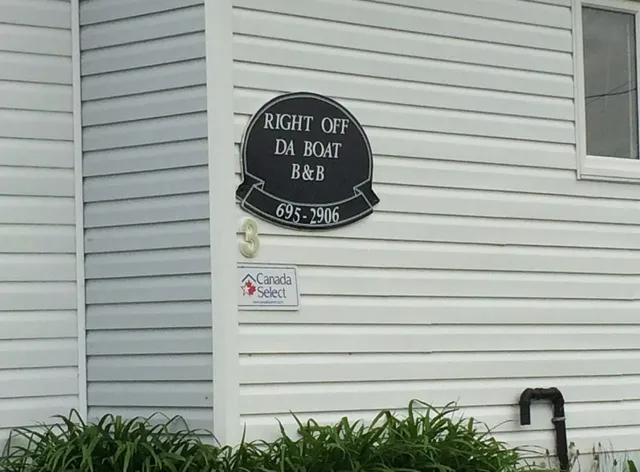 RIGHT OFF
DA BOAT
B&B
695-2906
3
Canada
Select